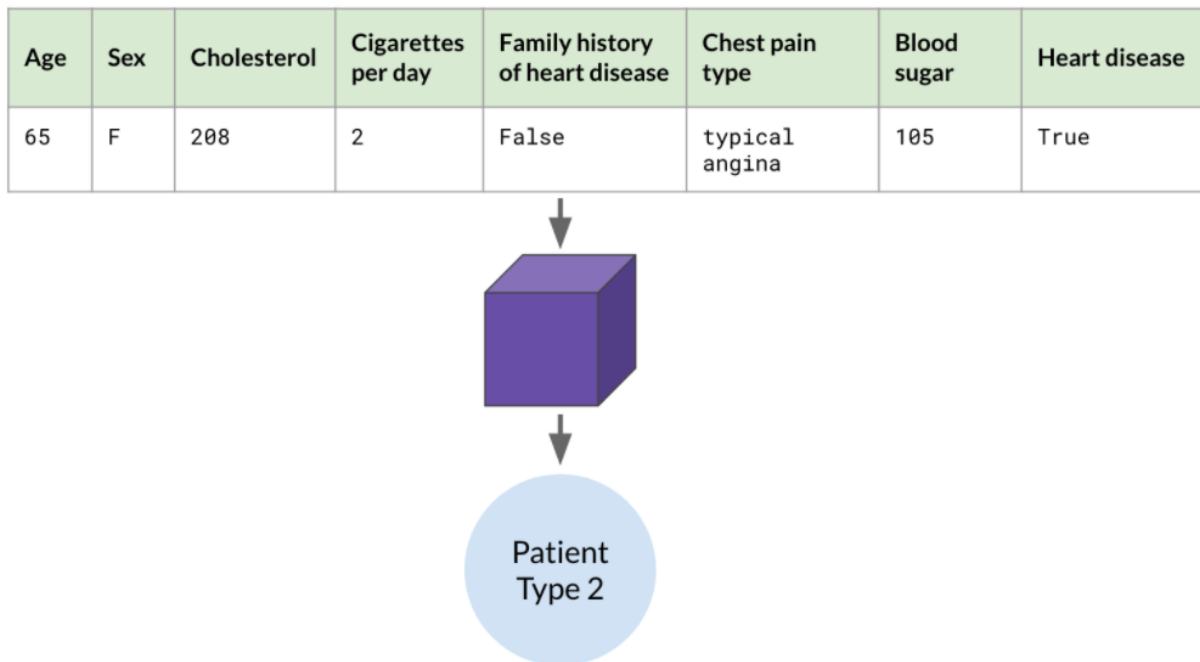 Age Sex Cholesterol Cigarettes per day Family history of heart disease Chest pain type Blood sugar Heart disease
65 F 208 2 False typical angina 105 True
Patient
Type 2